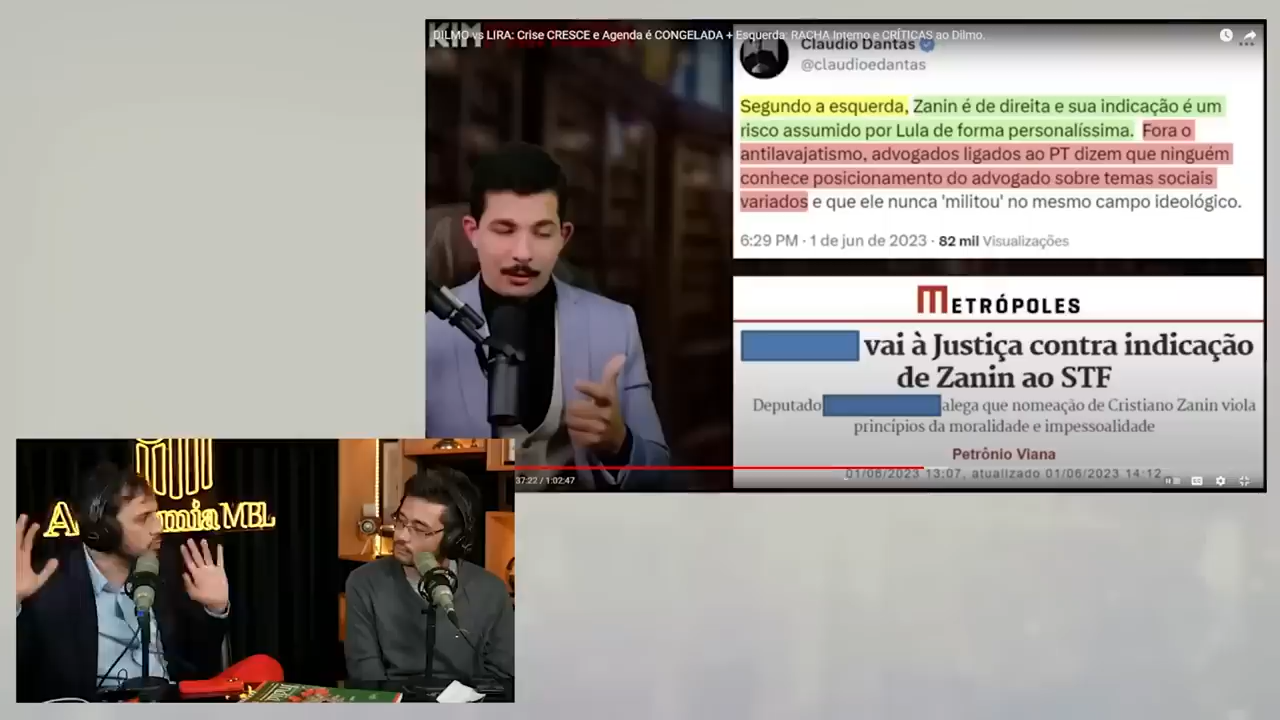 DILMO vs LIRA: Crise CRESCE e Agenda é CONGELADA + Esquerda: RACHA Interno e CRÍTICAS ao Dilmo.
KIM
Claudio Dantas
@claudioedantas
Segundo a esquerda, Zanin é de direita e sua indicação é um
risco assumido por Lula de forma personalíssima. Fora o
antilavajatismo, advogados ligados ao PT dizem que ninguém
conhece posicionamento do advogado sobre temas sociais
variados e que ele nunca 'militou' no mesmo campo ideológico.
6:29 PM · 1 de jun de 2023 · 82 mil Visualizações
METRÓPOLES
vai à Justiça contra indicação
de Zanin ao STF
Deputado alega que nomeação de Cristiano Zanin viola
princípios da moralidade e impessoalidade
Petrônio Viana
01/06/2023 13:07, atualizado 01/06/2023 14:12
37:22 / 1:02:47
MBL